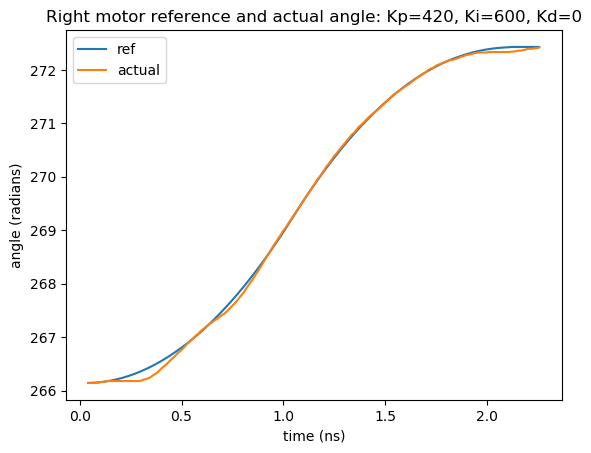 Right motor reference and actual angle: Kp=420, Ki=600, Kd=0
ref
actual
272
271
270
269
268
267
266
angle (radians)
0.0 0.5 1.0 1.5 2.0
time (ns)